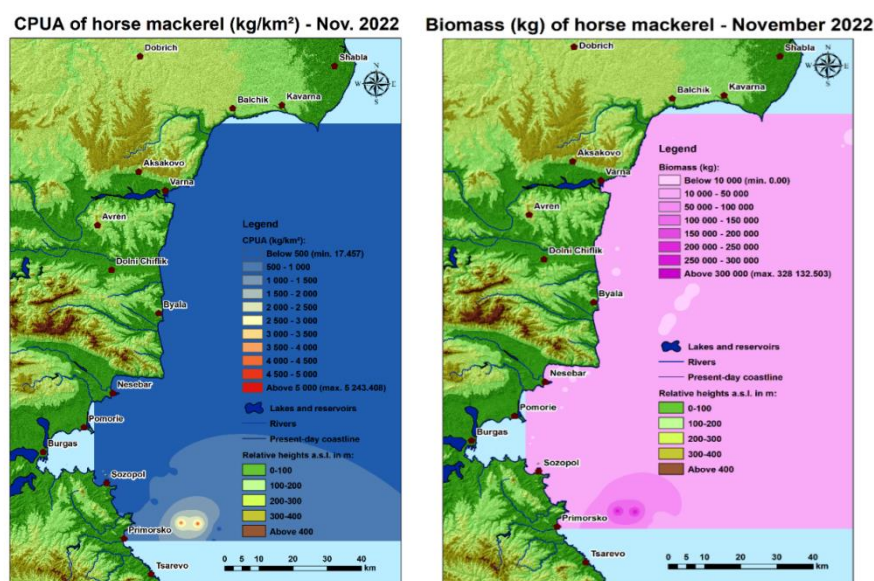 CPUA of horse mackerel (kg/km²) - Nov. 2022
Dobrich
Shabla
N
W E
S
Balchik
Kavarna
Aksakovo
Varna
Avren
Dolni Chiflik
Byala
Nesebar
Pomorie
Burgas
Sozopol
Primorsko
Tsarevo
Legend
CPUA (kg/km²):
Below 500 (min. 17.457)
500 - 1 000
1 000 - 1 500
1 500 - 2 000
2 000 - 2 500
2 500 - 3 000
3 000 - 3 500
3 500 - 4 000
4 000 - 4 500
4 500 - 5 000
Above 5 000 (max. 5 243.408)
Lakes and reservoirs
Rivers
Present-day coastline
Relative heights a.s.l. in m:
0-100
100-200
200-300
300-400
Above 400
0 5 10 20 30 40
km
Biomass (kg) of horse mackerel - November 2022
Dobrich
Shabla
N
W E
S
Balchik
Kavarna
Aksakovo
Varna
Avren
Dolni Chiflik
Byala
Nesebar
Pomorie
Burgas
Sozopol
Primorsko
Tsarevo
Legend
Biomass (kg):
Below 10 000 (min. 0.00)
10 000 - 50 000
50 000 - 100 000
100 000 - 150 000
150 000 - 200 000
200 000 - 250 000
250 000 - 300 000
Above 300 000 (max. 328 132.503)
Lakes and reservoirs
Rivers
Present-day coastline
Relative heights a.s.l. in m:
0-100
100-200
200-300
300-400
Above 400
0 5 10 20 30 40
km